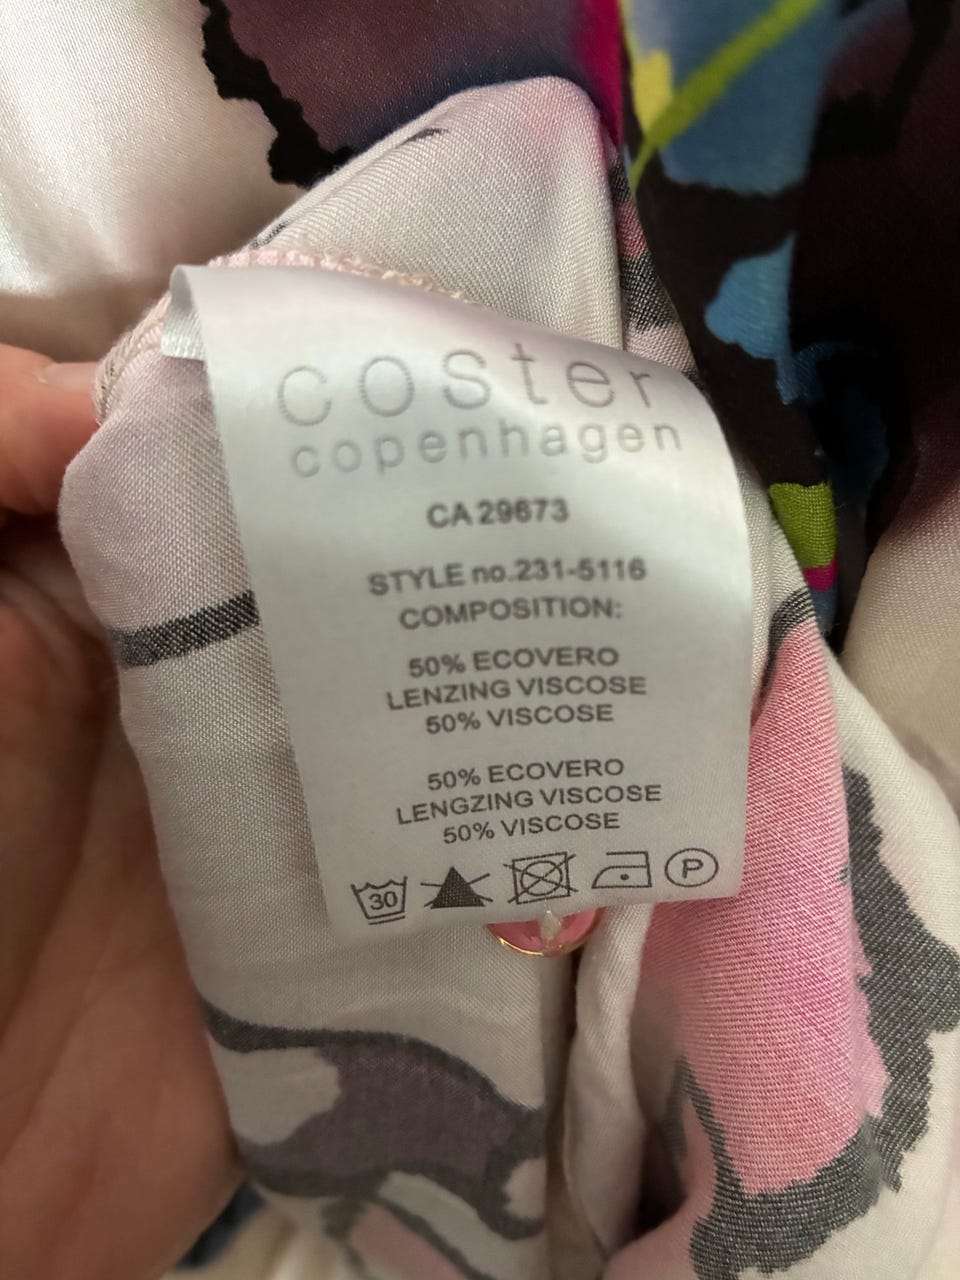 coster
copenhagen
CA 29673
STYLE no.231-5116
COMPOSITION:
50% ECOVERO
LENZING VISCOSE
50% VISCOSE
50% ECOVERO
LENGZING VISCOSE
50% VISCOSE
30 P